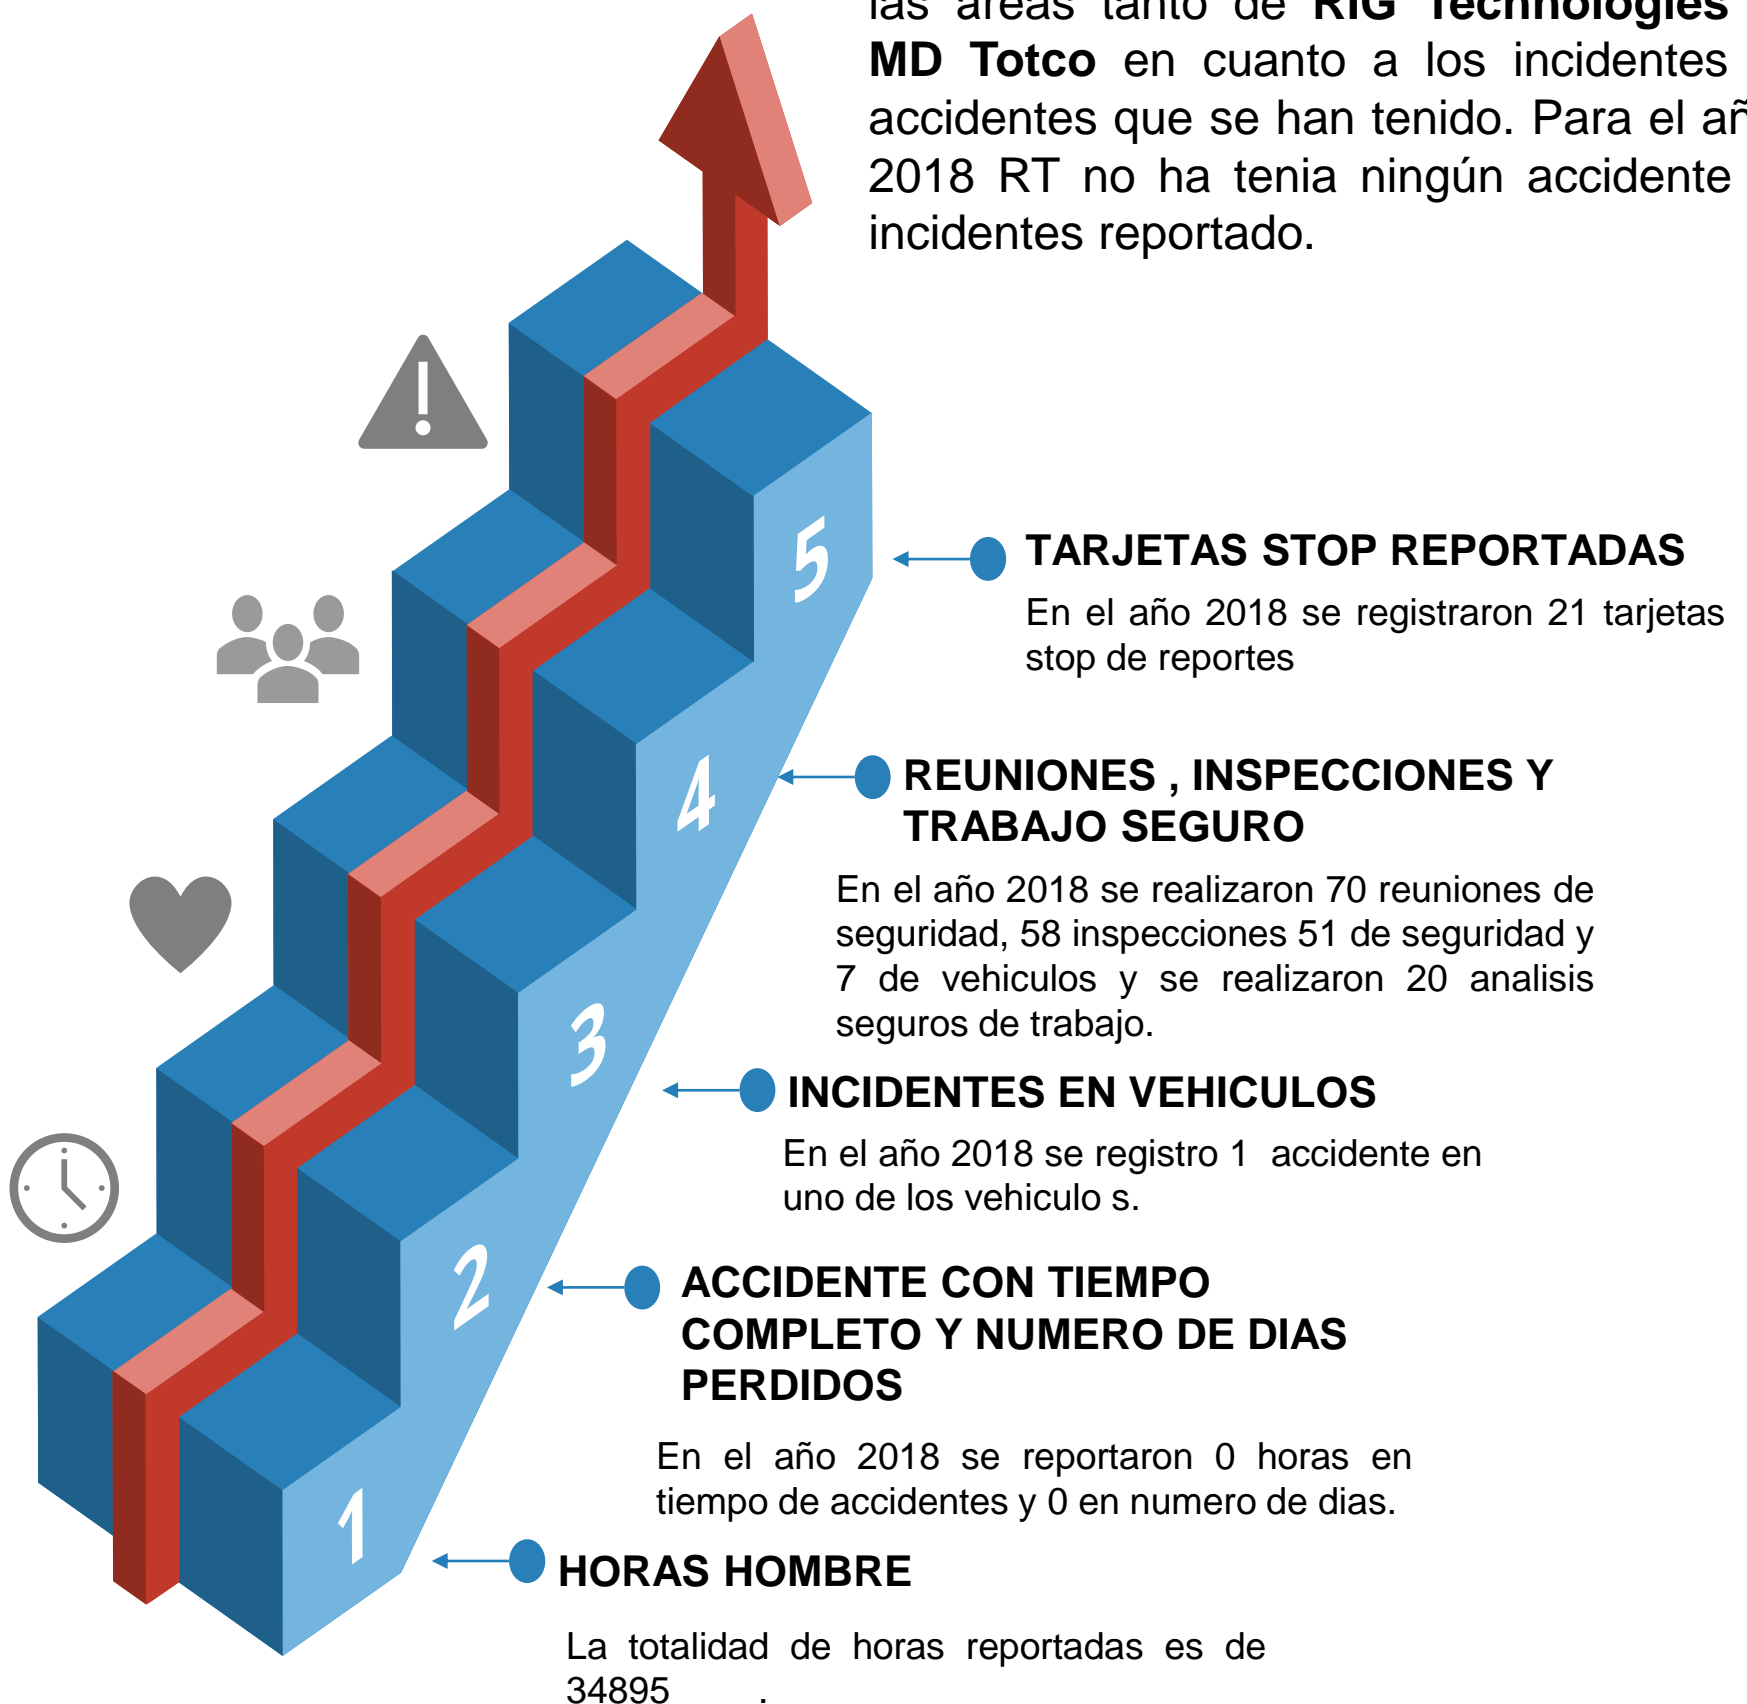 las áreas tanto de RIG Technologies
MD Totco en cuanto a los incidentes
accidentes que se han tenido. Para el añ
2018 RT no ha tenia ningún accidente
incidentes reportado.
5
TARJETAS STOP REPORTADAS
En el año 2018 se registraron 21 tarjetas
stop de reportes
4
REUNIONES , INSPECCIONES Y
TRABAJO SEGURO
En el año 2018 se realizaron 70 reuniones de
seguridad, 58 inspecciones 51 de seguridad y
7 de vehiculos y se realizaron 20 analisis
seguros de trabajo.
3
INCIDENTES EN VEHICULOS
En el año 2018 se registro 1 accidente en
uno de los vehiculo s.
2
ACCIDENTE CON TIEMPO
COMPLETO Y NUMERO DE DIAS
PERDIDOS
En el año 2018 se reportaron 0 horas en
tiempo de accidentes y 0 en numero de dias.
1
HORAS HOMBRE
La totalidad de horas reportadas es de
34895 .